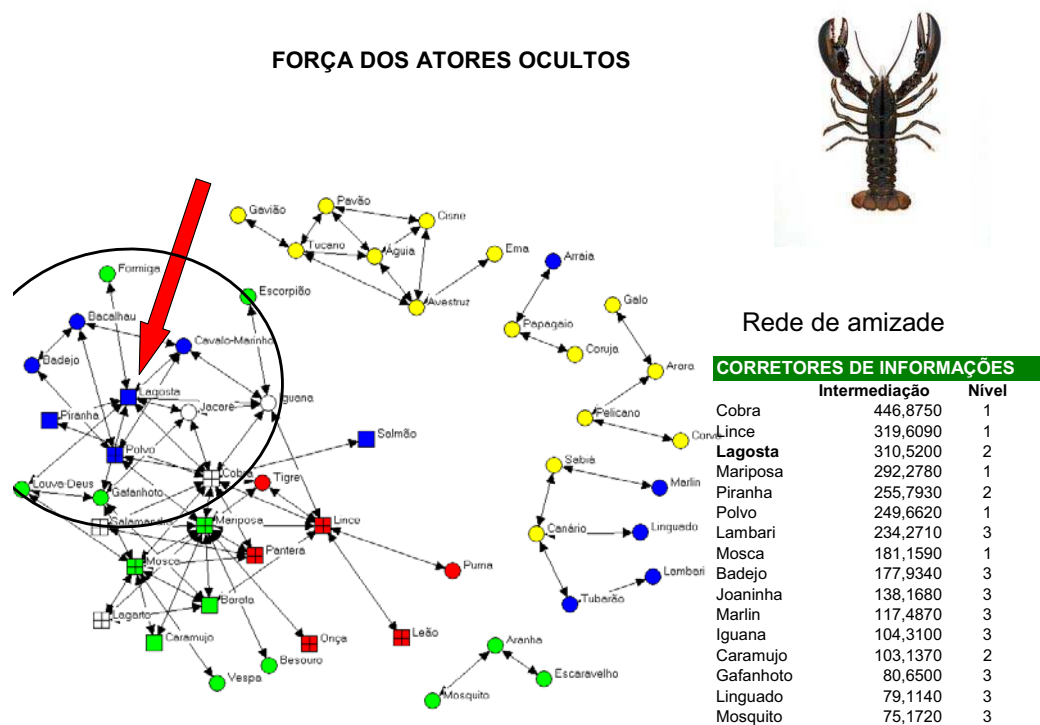 FORÇA DOS ATORES OCULTOS
Gavião
Pavão
Cisne
Tucano
Águia
Ema
Avestruz
Arraia
Galo
Papagaio
Coruja
Arara
Pelicano
Corvo
Formiga
Escorpião
Bacalhau
Cavalo-Marinho
Badejo
Lagosta
Jacaré
Iguana
Piranha
Polvo
Salmão
Cobra
Tigre
Louva-Deus
Gafanhoto
Salamandra
Mariposa
Lince
Pantera
Mosca
Puma
Lagarto
Barata
Caramujo
Onça
Leão
Besouro
Vespa
Sabiá
Marlin
Canário
Linguado
Tubarão
Lambari
Aranha
Escaravelho
Mosquito
Rede de amizade
CORRETORES DE INFORMAÇÕES
Intermediação Nível
Cobra 446,8750 1
Lince 319,6090 1
Lagosta 310,5200 2
Mariposa 292,2780 1
Piranha 255,7930 2
Polvo 249,6620 1
Lambari 234,2710 3
Mosca 181,1590 1
Badejo 177,9340 3
Joaninha 138,1680 3
Marlin 117,4870 3
Iguana 104,3100 3
Caramujo 103,1370 2
Gafanhoto 80,6500 3
Linguado 79,1140 3
Mosquito 75,1720 3